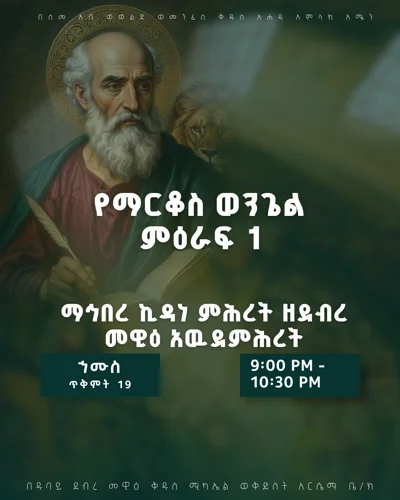 በስመ አብ ወወልድ ወመንፈስ ቅዱስ አሐዱ አምላክ አሜን
የማርቆስ ወንጌል
ምዕራፍ 1
ማኅበረ ኪዳነ ምሕረት ዘደብረ
መዊዕ አዉደምሕረት
ኀሙስ
ጥቅምት 19
9:00 PM -
10:30 PM
በዱባይ ደብረ መዊዕ ቅዱስ ሚካኤል ወቅድስት አርሴማ ቤ/ክ